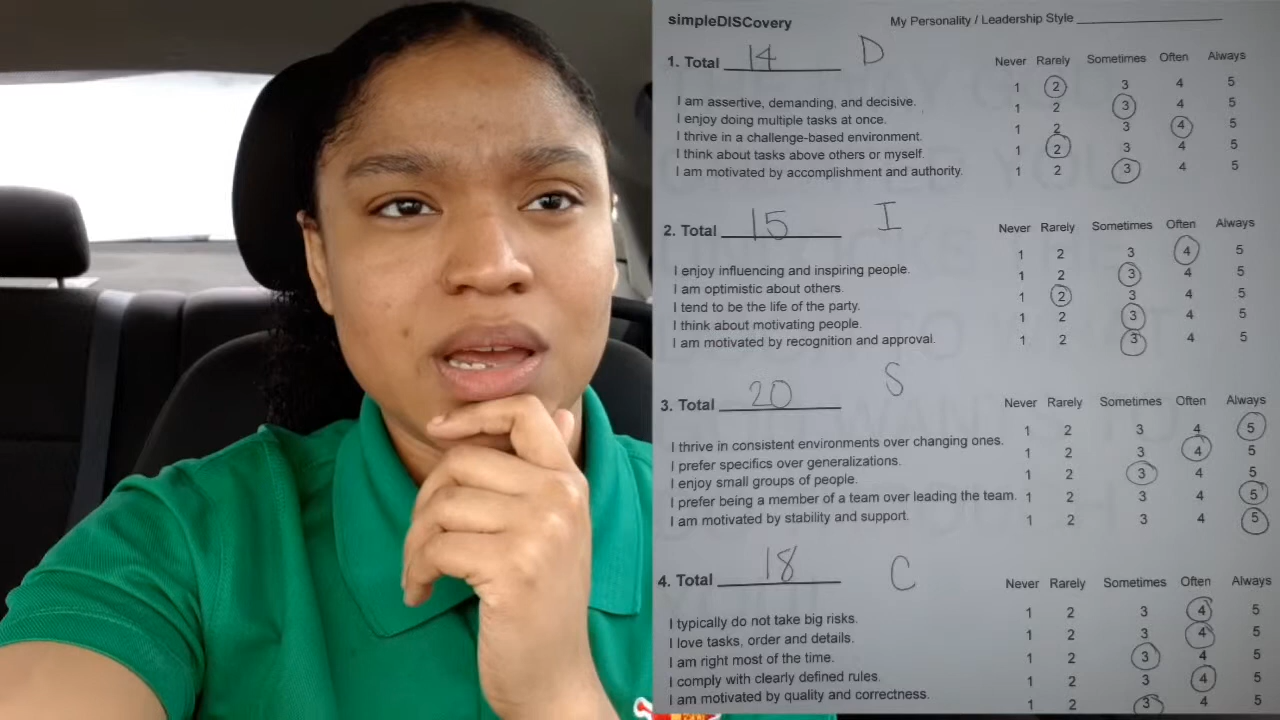 simpleDISCovery My Personality / Leadership Style
1. Total 14 D Never Rarely Sometimes Often Always
1 2 3 4 5
I am assertive, demanding, and decisive. 1 2 3 4 5
I enjoy doing multiple tasks at once. 1 2 3 4 5
I thrive in a challenge-based environment. 1 2 3 4 5
I think about tasks above others or myself. 1 2 3 4 5
I am motivated by accomplishment and authority.
2. Total 15 I Never Rarely Sometimes Often Always
1 2 3 4 5
I enjoy influencing and inspiring people. 1 2 3 4 5
I am optimistic about others. 1 2 3 4 5
I tend to be the life of the party. 1 2 3 4 5
I think about motivating people. 1 2 3 4 5
I am motivated by recognition and approval.
3. Total 20 S Never Rarely Sometimes Often Always
1 2 3 4 5
I thrive in consistent environments over changing ones. 1 2 3 4 5
I prefer specifics over generalizations. 1 2 3 4 5
I enjoy small groups of people. 1 2 3 4 5
I prefer being a member of a team over leading the team. 1 2 3 4 5
I am motivated by stability and support.
4. Total 18 C Never Rarely Sometimes Often Always
1 2 3 4 5
I typically do not take big risks. 1 2 3 4 5
I love tasks, order and details. 1 2 3 4 5
I am right most of the time. 1 2 3 4 5
I comply with clearly defined rules. 1 2 3 4 5
I am motivated by quality and correctness.